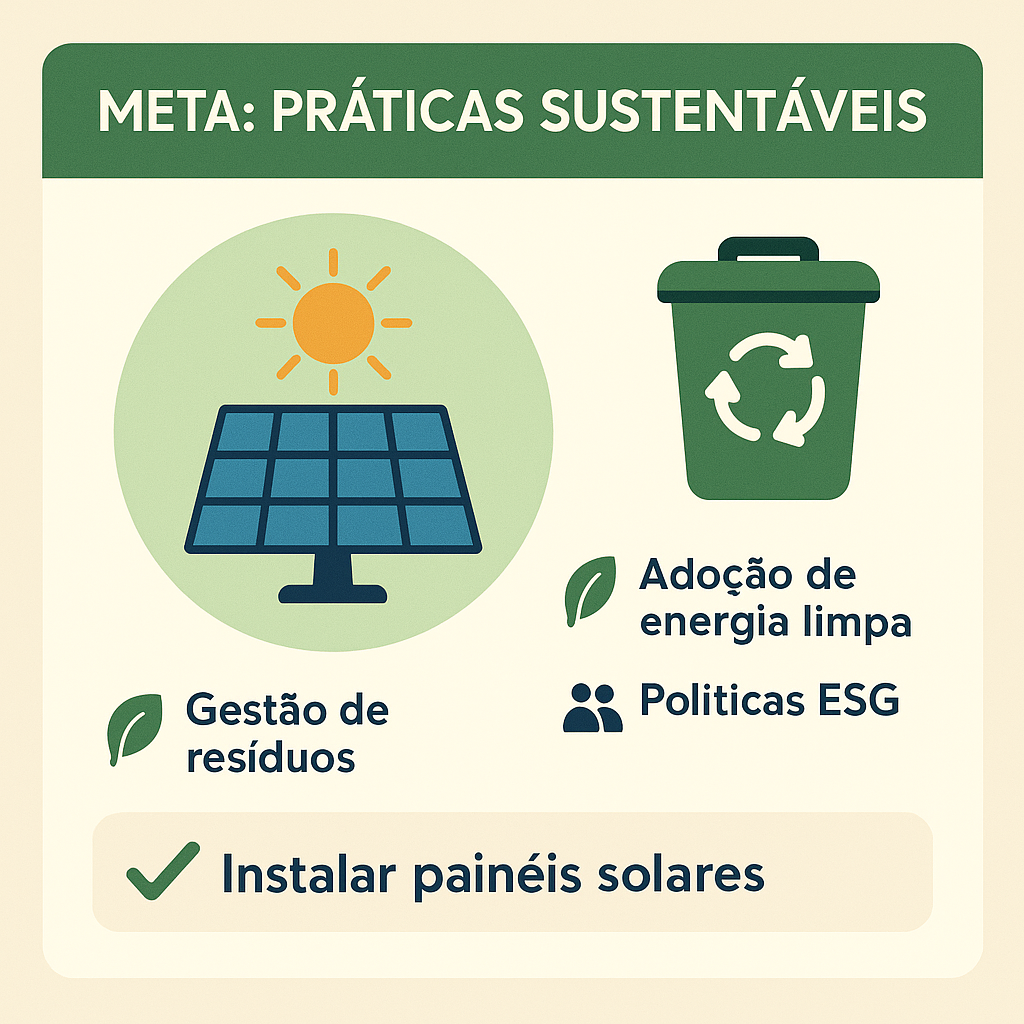 META: PRÁTICAS SUSTENTÁVEIS
Adoção de
energia limpa
Politicas ESG
Gestão de
resíduos
Instalar painéis solares